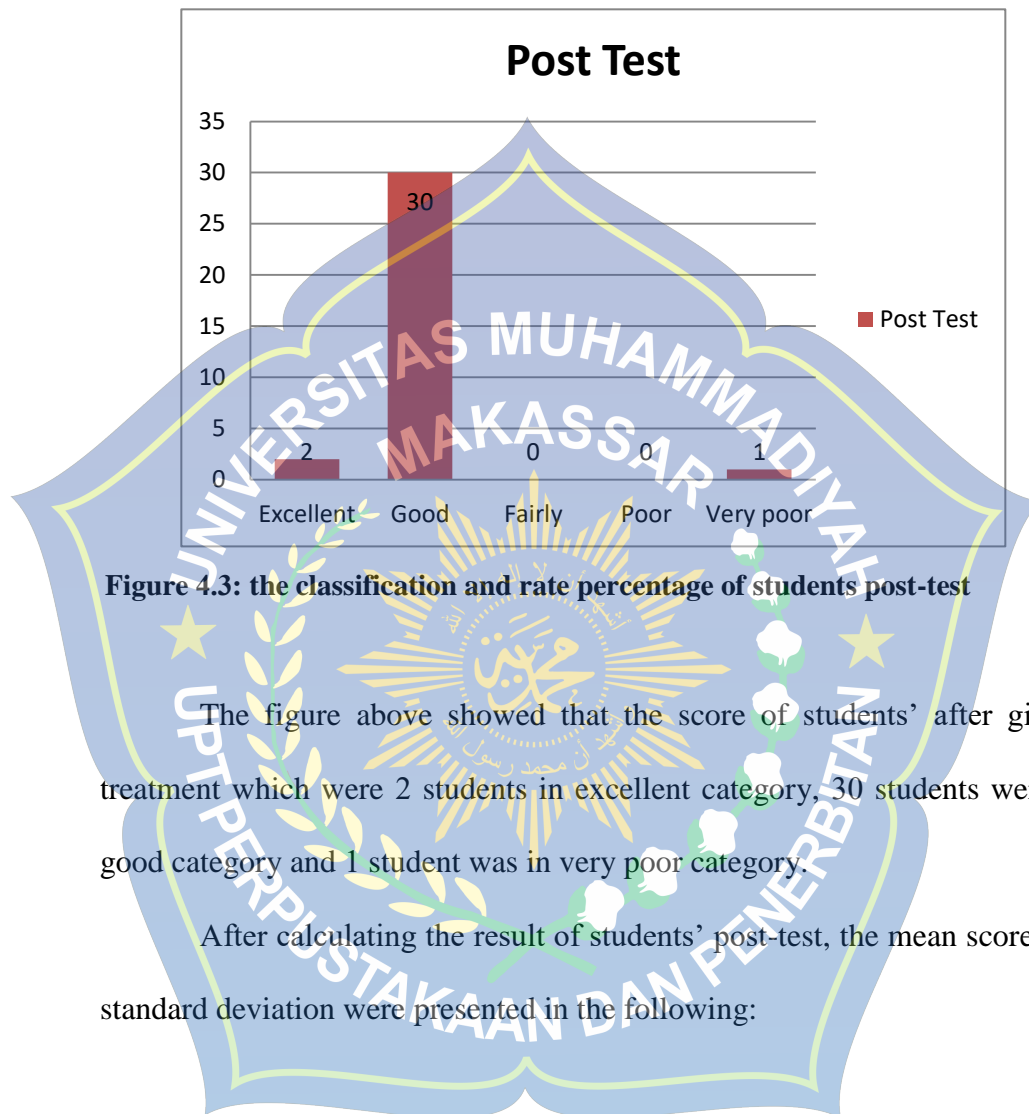 Post Test
35
30
25
20
15
10
5
0
2
30
0
0
1
Excellent Good Fairly Poor Very poor
Post Test
UNIVERSITAS MUHAMMADIYAH
MAKASSAR
Figure 4.3: the classification and rate percentage of students post-test
محمد
The figure above showed that the score of students’ after gi
treatment which were 2 students in excellent category, 30 students we
good category and 1 student was in very poor category.
After calculating the result of students’ post-test, the mean score
standard deviation were presented in the following:
UPT PERPUSTAKAAN DAN PENERBITAN